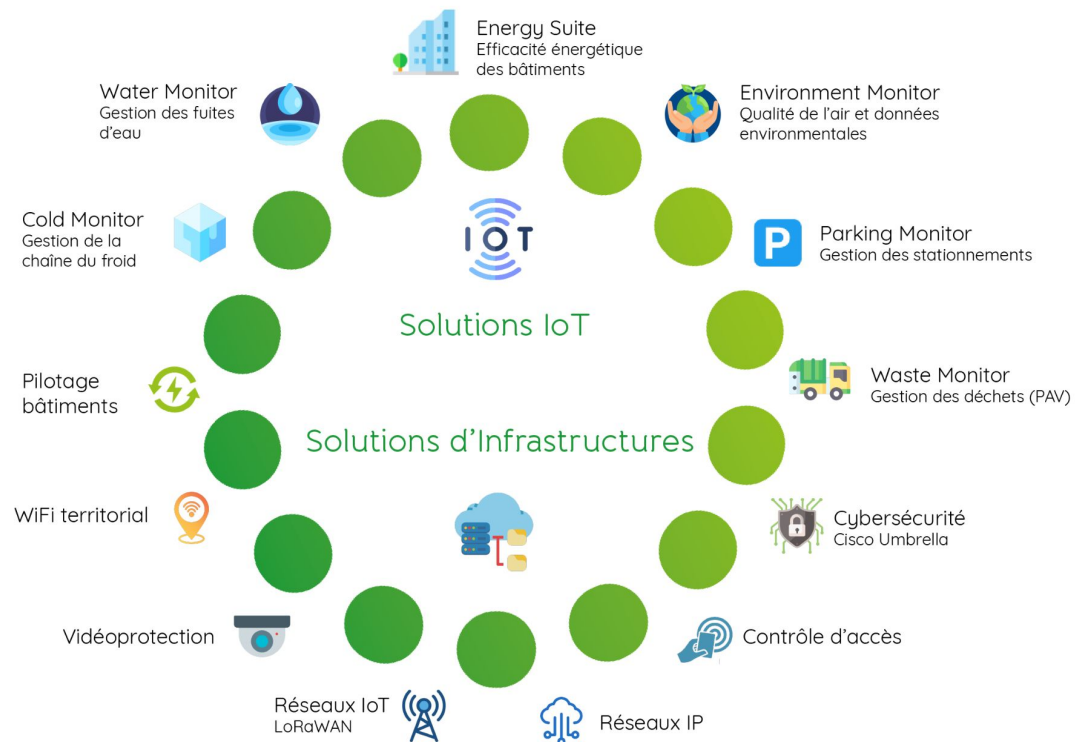 Energy Suite
Efficacité énergétique
des bâtiments
Water Monitor
Gestion des fuites
d'eau
Environment Monitor
Qualité de l'air et données
environnementales
Cold Monitor
Gestion de la
chaîne du froid
IOT
P
Parking Monitor
Gestion des stationnements
Solutions IoT
Pilotage
bâtiments
Waste Monitor
Gestion des déchets (PAV)
Solutions d'Infrastructures
WiFi territorial
Cybersécurité
Cisco Umbrella
Vidéoprotection
Contrôle d'accès
Réseaux IoT
LoRaWAN
Réseaux IP